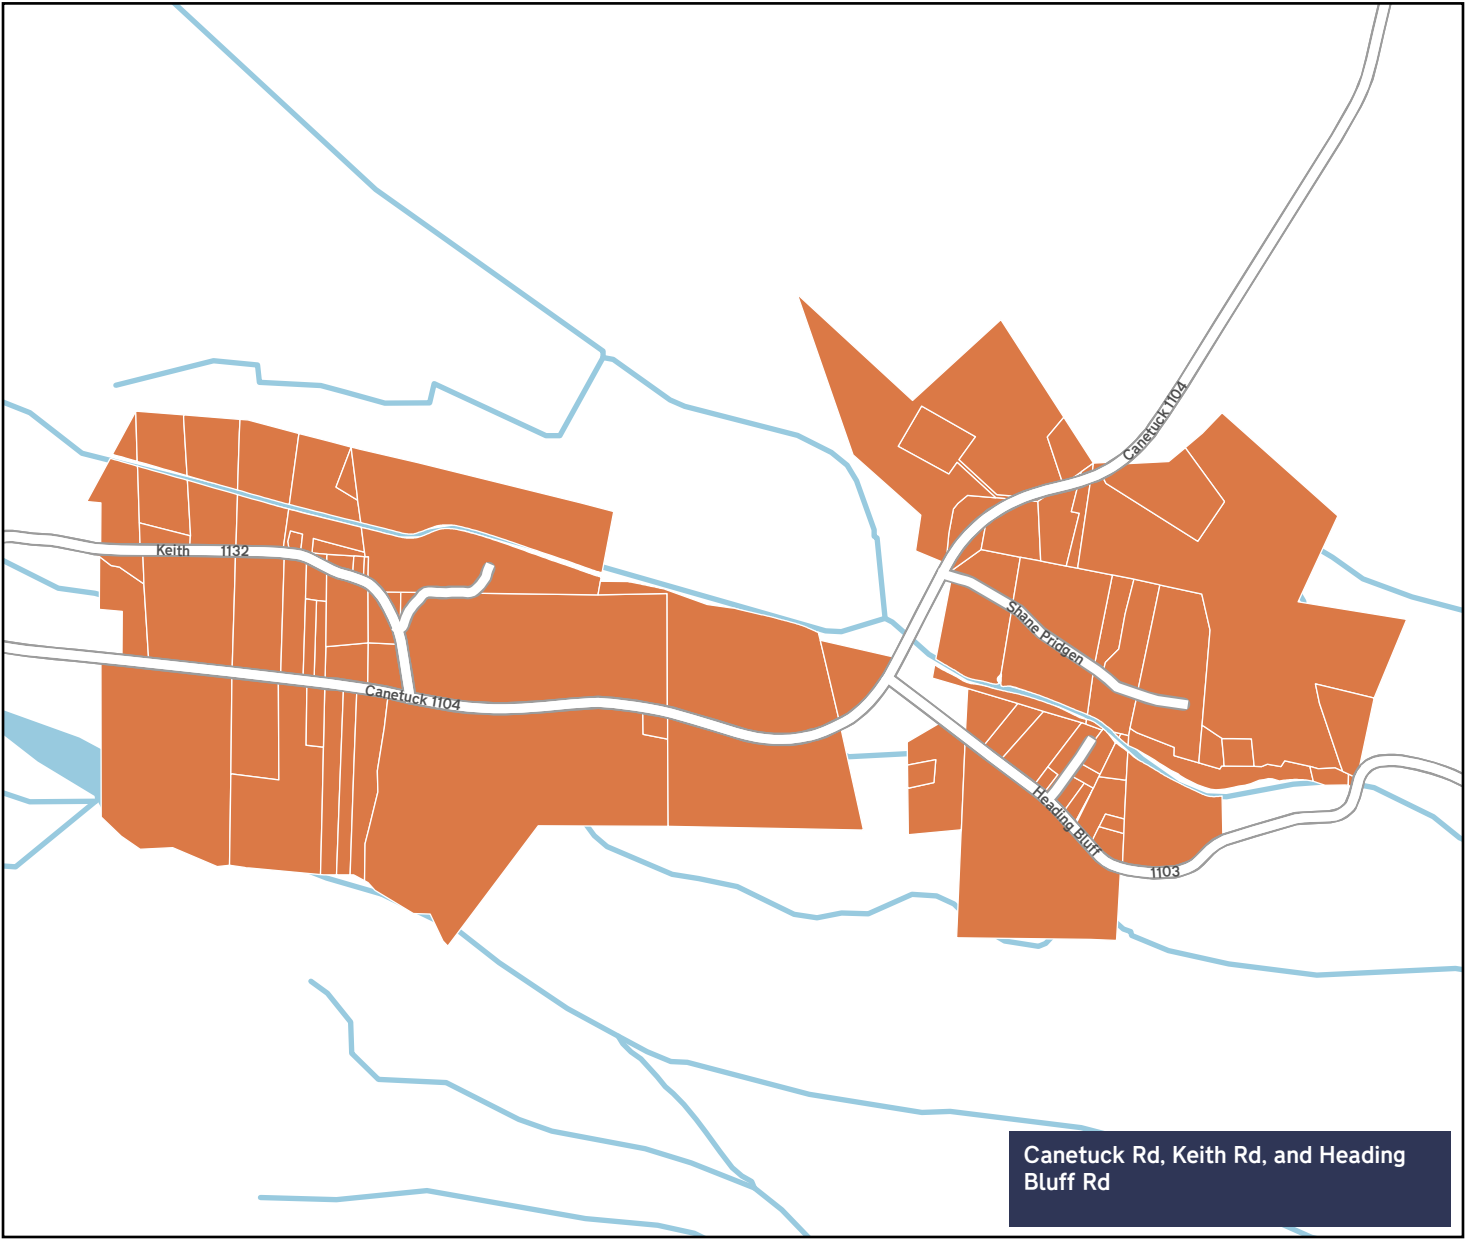 Canetuck 1104
Keith 1132
Shane Pridgen
Canetuck 1104
Heading Bluff
1103
Canetuck Rd, Keith Rd, and Heading
Bluff Rd